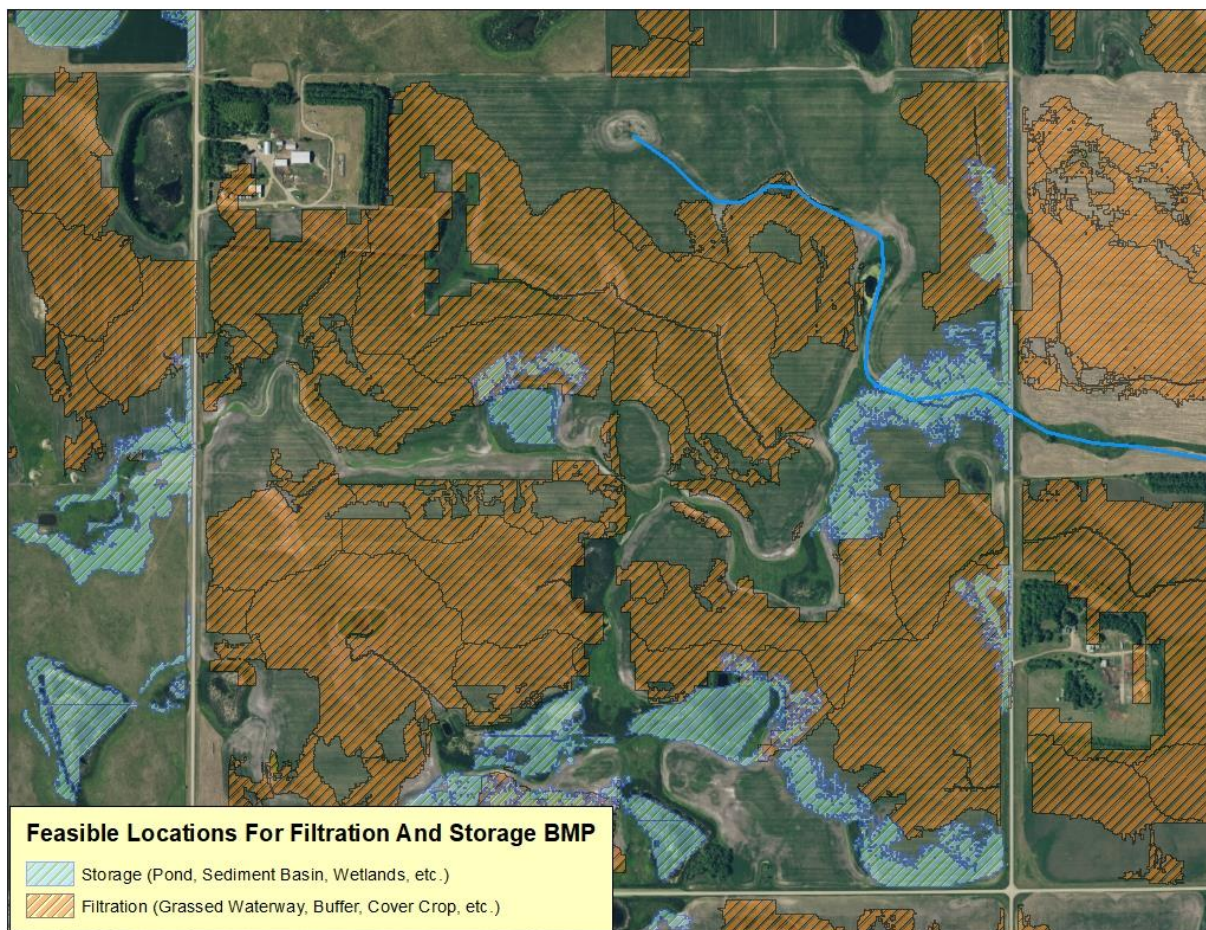 Feasible Locations For Filtration And Storage BMP
Storage (Pond, Sediment Basin, Wetlands, etc.)
Filtration (Grassed Waterway, Buffer, Cover Crop, etc.)